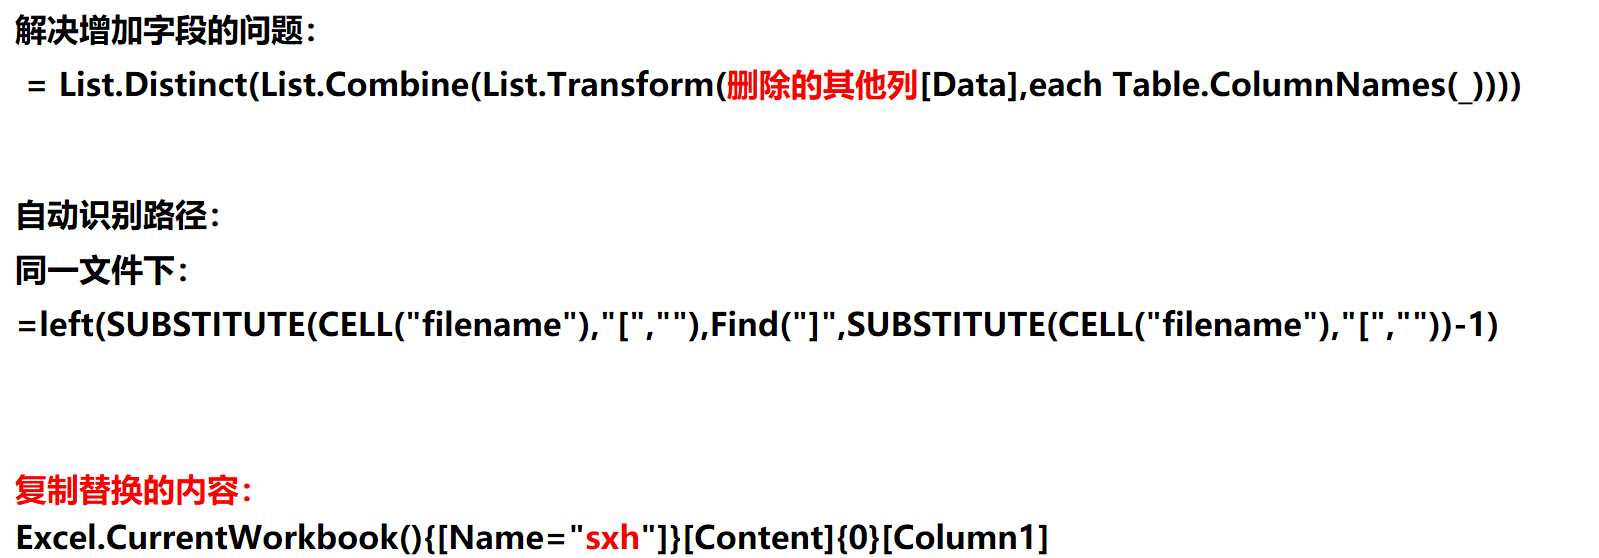 解决增加字段的问题：
= List.Distinct(List.Combine(List.Transform(删除的其他列[Data],each Table.ColumnNames(_))))
自动识别路径：
同一文件下：
=left(SUBSTITUTE(CELL("filename"),"[",""),Find("]",SUBSTITUTE(CELL("filename"),"[",""))-1)
复制替换的内容：
Excel.CurrentWorkbook(){[Name="sxh"]}[Content]{0}[Column1]